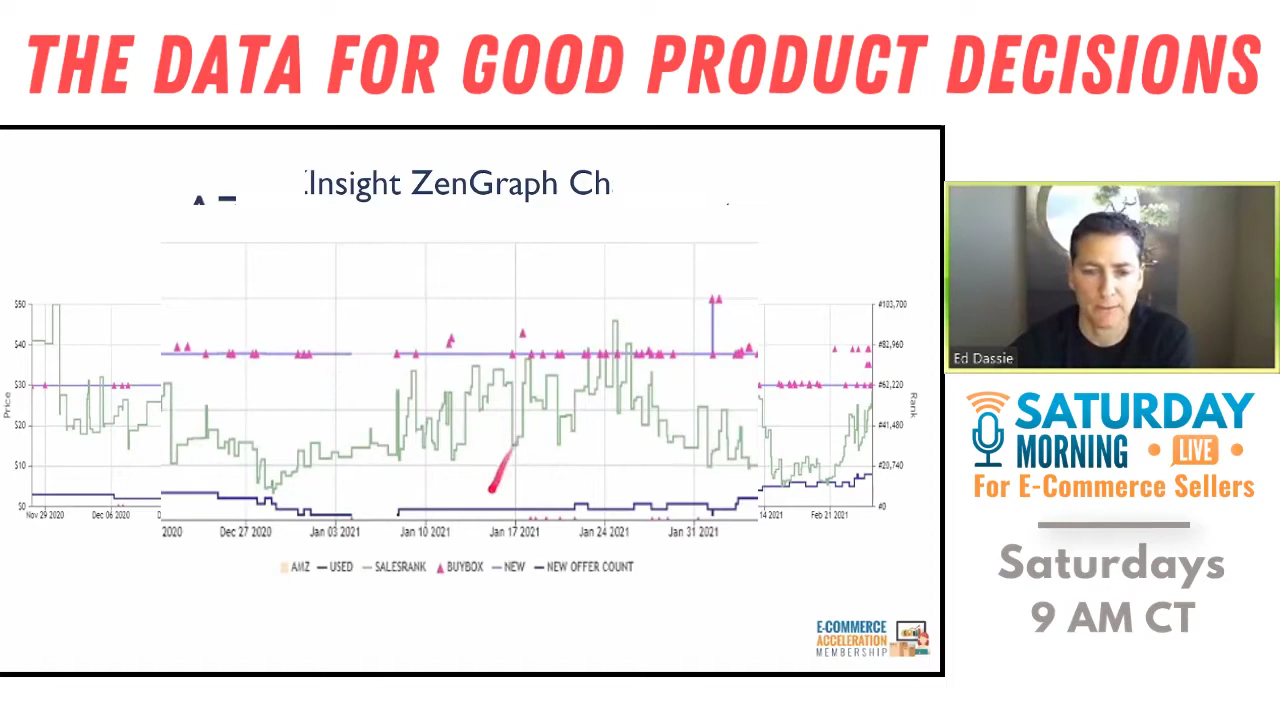 THE DATA FOR GOOD PRODUCT DECISIONS
Insight ZenGraph Ch
$50
$40
$30
$20
$10
$0
Price
#103,700
#82,960
#62,220
#41,480
#20,740
#0
Rank
Nov 29 2020
Dec 06 2020
D
2020
Dec 27 2020
Jan 03 2021
Jan 10 2021
Jan 17 2021
Jan 24 2021
Jan 31 2021
14 2021
Feb 21 2021
AMZ
USED
SALESRANK
BUYBOX
NEW
NEW OFFER COUNT
E-COMMERCE
ACCELERATION
MEMBERSHIP
Ed Dassie
SATURDAY
MORNING • LIVE •
For E-Commerce Sellers
Saturdays
9 AM CT